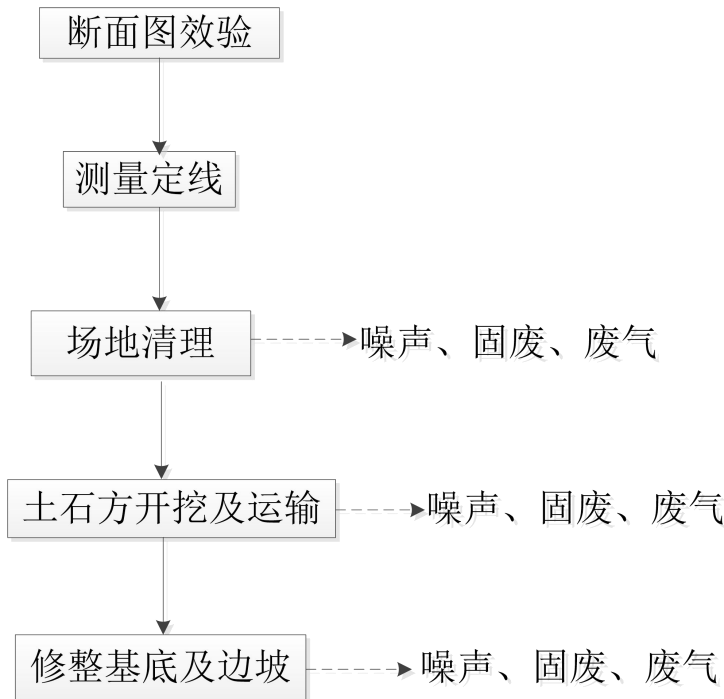 断面图效验
测量定线
场地清理
噪声、固废、废气
土石方开挖及运输
噪声、固废、废气
修整基底及边坡
噪声、固废、废气